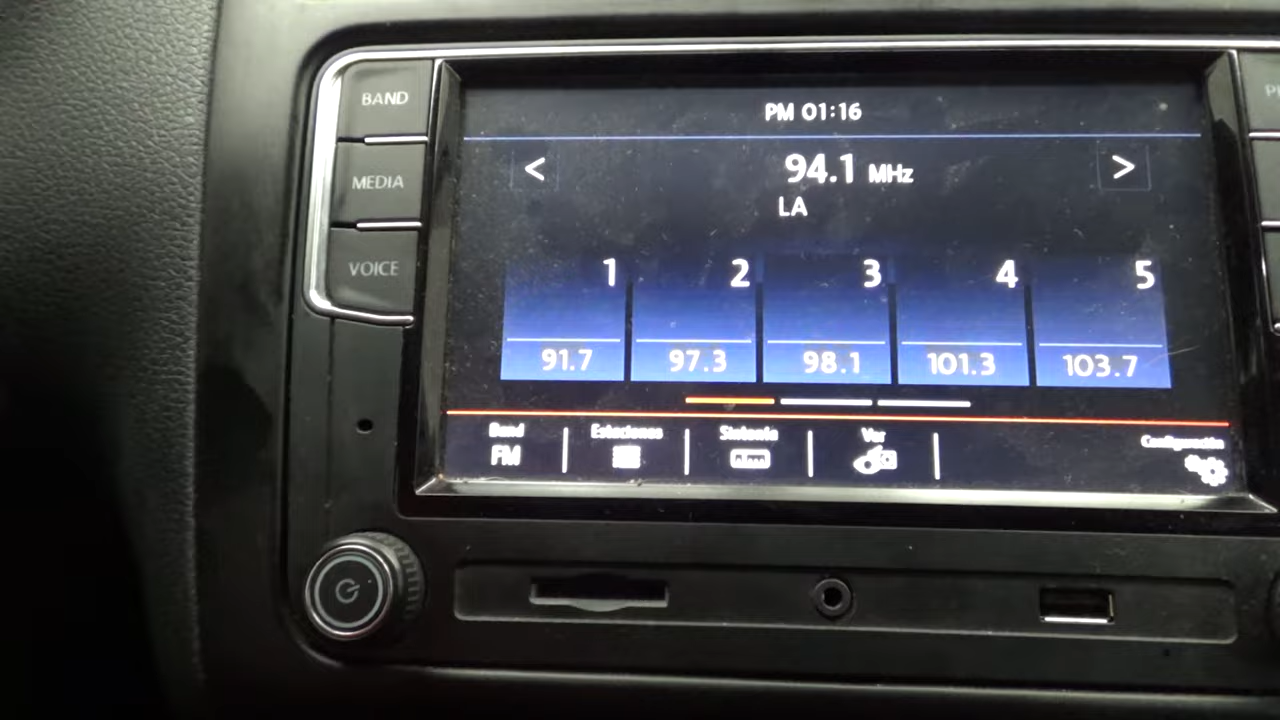 BAND
MEDIA
VOICE
PM 01:16
<
94.1 MHz
>
LA
1 2 3 4 5
91.7 97.3 98.1 101.3 103.7
Band Estaciones Sintonía Ver Configuración
FM